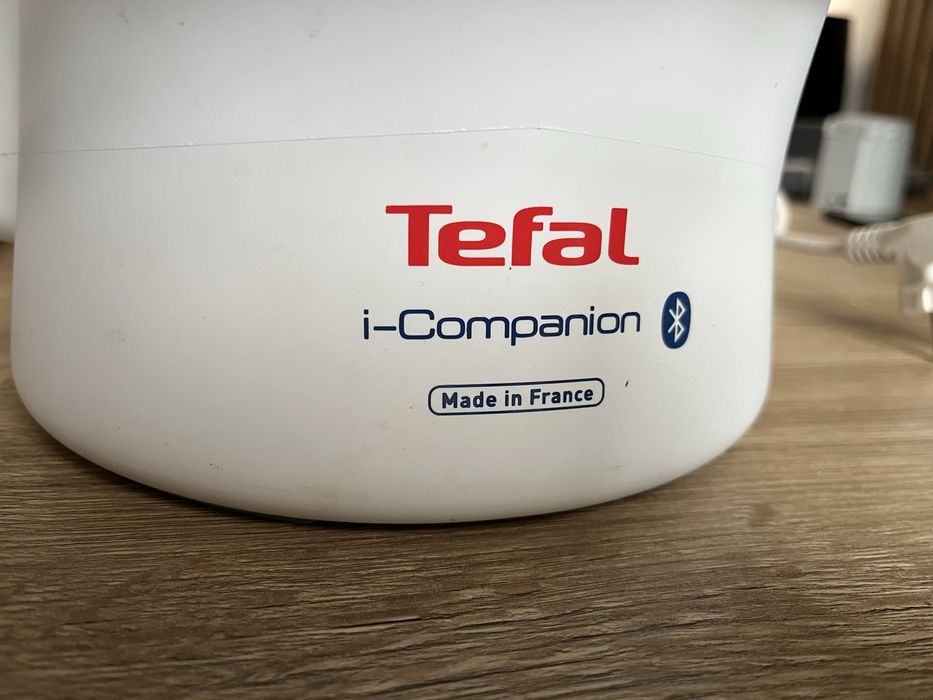 Tefal
i-Companion
Made in France